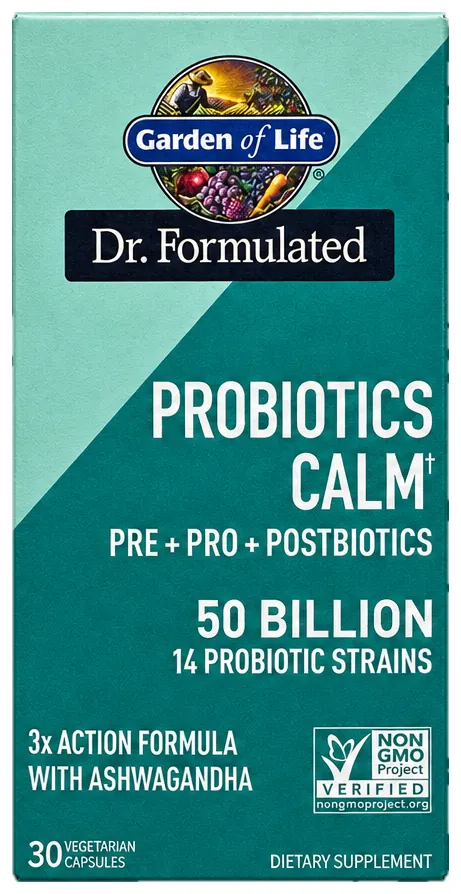 Garden of Life
®
Dr. Formulated
PROBIOTICS
CALM†
PRE + PRO + POSTBIOTICS
50 BILLION
14 PROBIOTIC STRAINS
3x ACTION FORMULA
WITH ASHWAGANDHA
NON
GMO
Project
VERIFIED
nongmoproject.org
30 VEGETARIAN
CAPSULES
DIETARY SUPPLEMENT